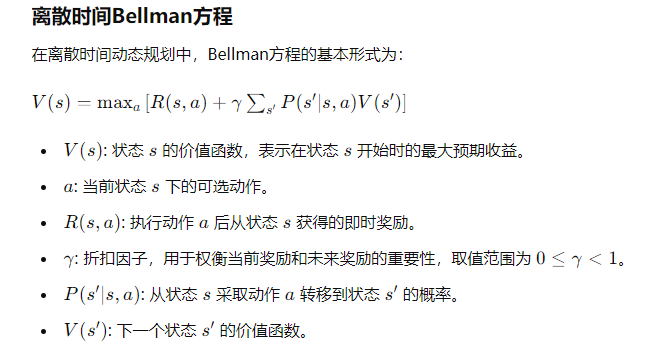 离散时间Bellman方程
在离散时间动态规划中，Bellman方程的基本形式为：
V(s) = maxₐ [R(s, a) + γ ∑ₛ′ P(s′|s, a)V(s′)]
• V(s): 状态 s 的价值函数，表示在状态 s 开始时的最大预期收益。
• a: 当前状态 s 下的可选动作。
• R(s, a): 执行动作 a 后从状态 s 获得的即时奖励。
• γ: 折扣因子，用于权衡当前奖励和未来奖励的重要性，取值范围为 0 ≤ γ < 1。
• P(s′|s, a): 从状态 s 采取动作 a 转移到状态 s′ 的概率。
• V(s′): 下一个状态 s′ 的价值函数。